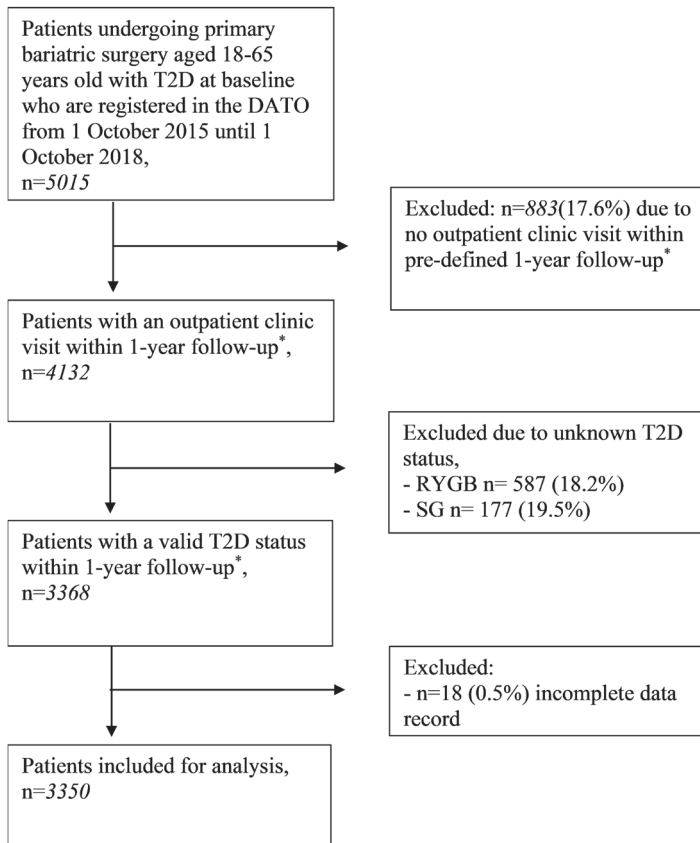 Patients undergoing primary
bariatric surgery aged 18-65
years old with T2D at baseline
who are registered in the DATO
from 1 October 2015 until 1
October 2018,
n=5015
Excluded: n=883(17.6%) due to
no outpatient clinic visit within
pre-defined 1-year follow-up*
Patients with an outpatient clinic
visit within 1-year follow-up*,
n=4132
Excluded due to unknown T2D
status,
- RYGB n= 587 (18.2%)
- SG n= 177 (19.5%)
Patients with a valid T2D status
within 1-year follow-up*,
n=3368
Excluded:
- n=18 (0.5%) incomplete data
record
Patients included for analysis,
n=3350